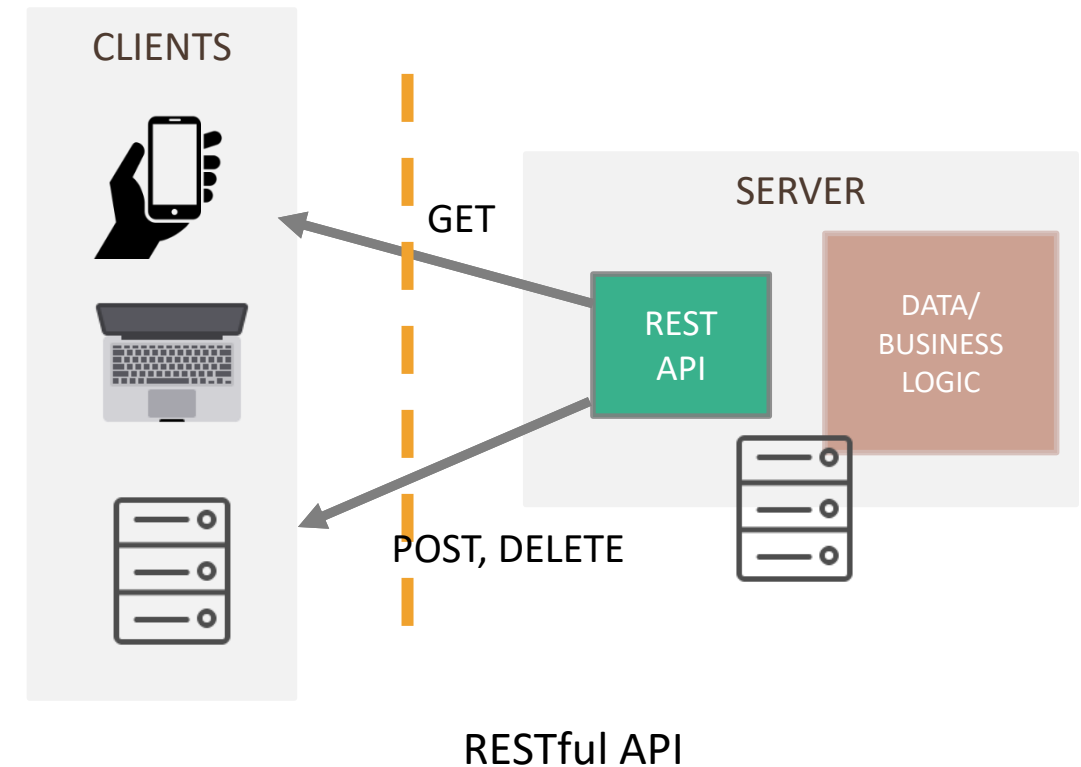 CLIENTS
SERVER
GET
REST
API
DATA/
BUSINESS
LOGIC
POST, DELETE
RESTful API